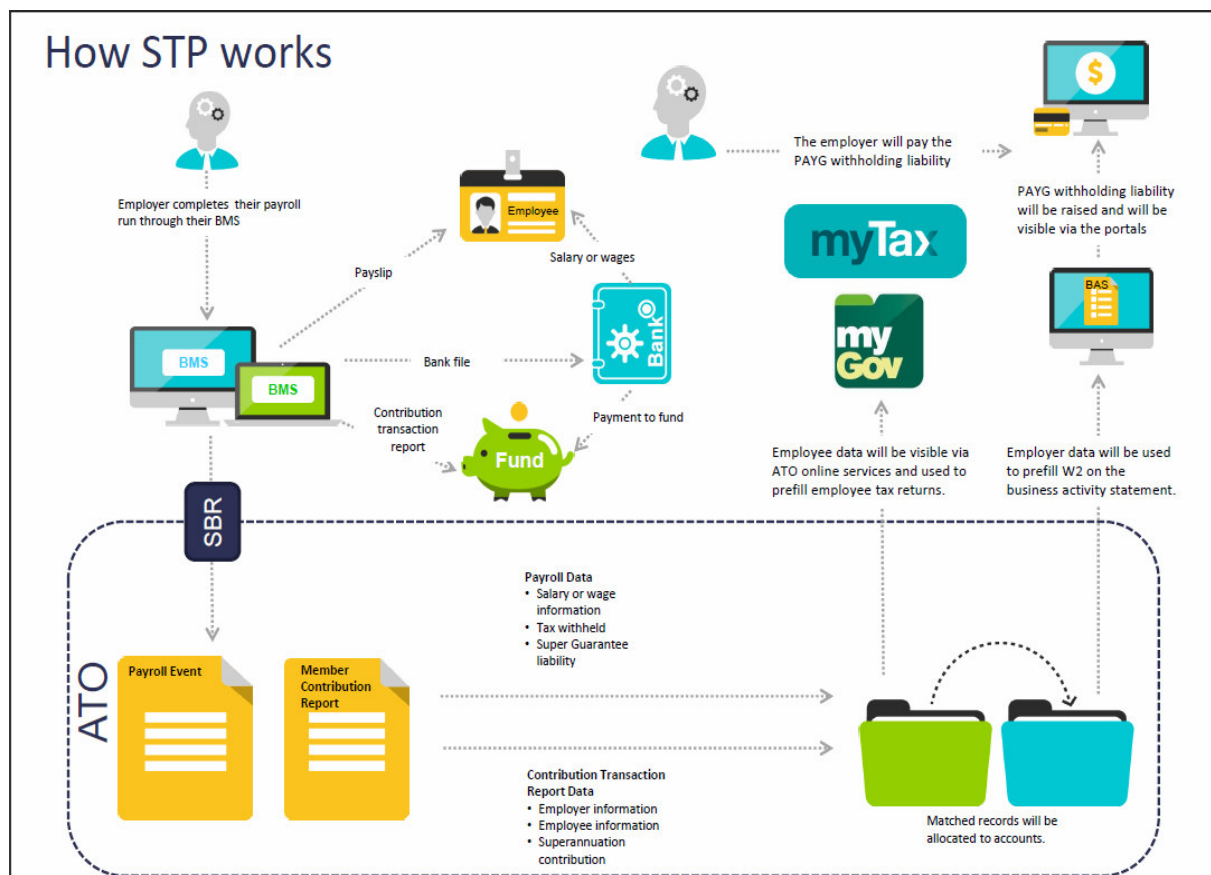 How STP works
Employer completes their payroll
run through their BMS
Employee
The employer will pay the
PAYG withholding liability
PAYG withholding liability
will be raised and will be
visible via the portals
Payslip
Salary or wages
myTax
BAS
BMS
BMS
Bank file
Bank
my
Gov
Contribution
transaction
report
Payment to fund
Fund
Employee data will be visible via
ATO online services and used to
prefill employee tax returns.
Employer data will be used
to prefill W2 on the
business activity statement.
SBR
ATO
Payroll Event
Member
Contribution
Report
Payroll Data
• Salary or wage
information
• Tax withheld
• Super Guarantee
liability
Contribution Transaction
Report Data
• Employer information
• Employee information
• Superannuation
contribution
Matched records will be
allocated to accounts.